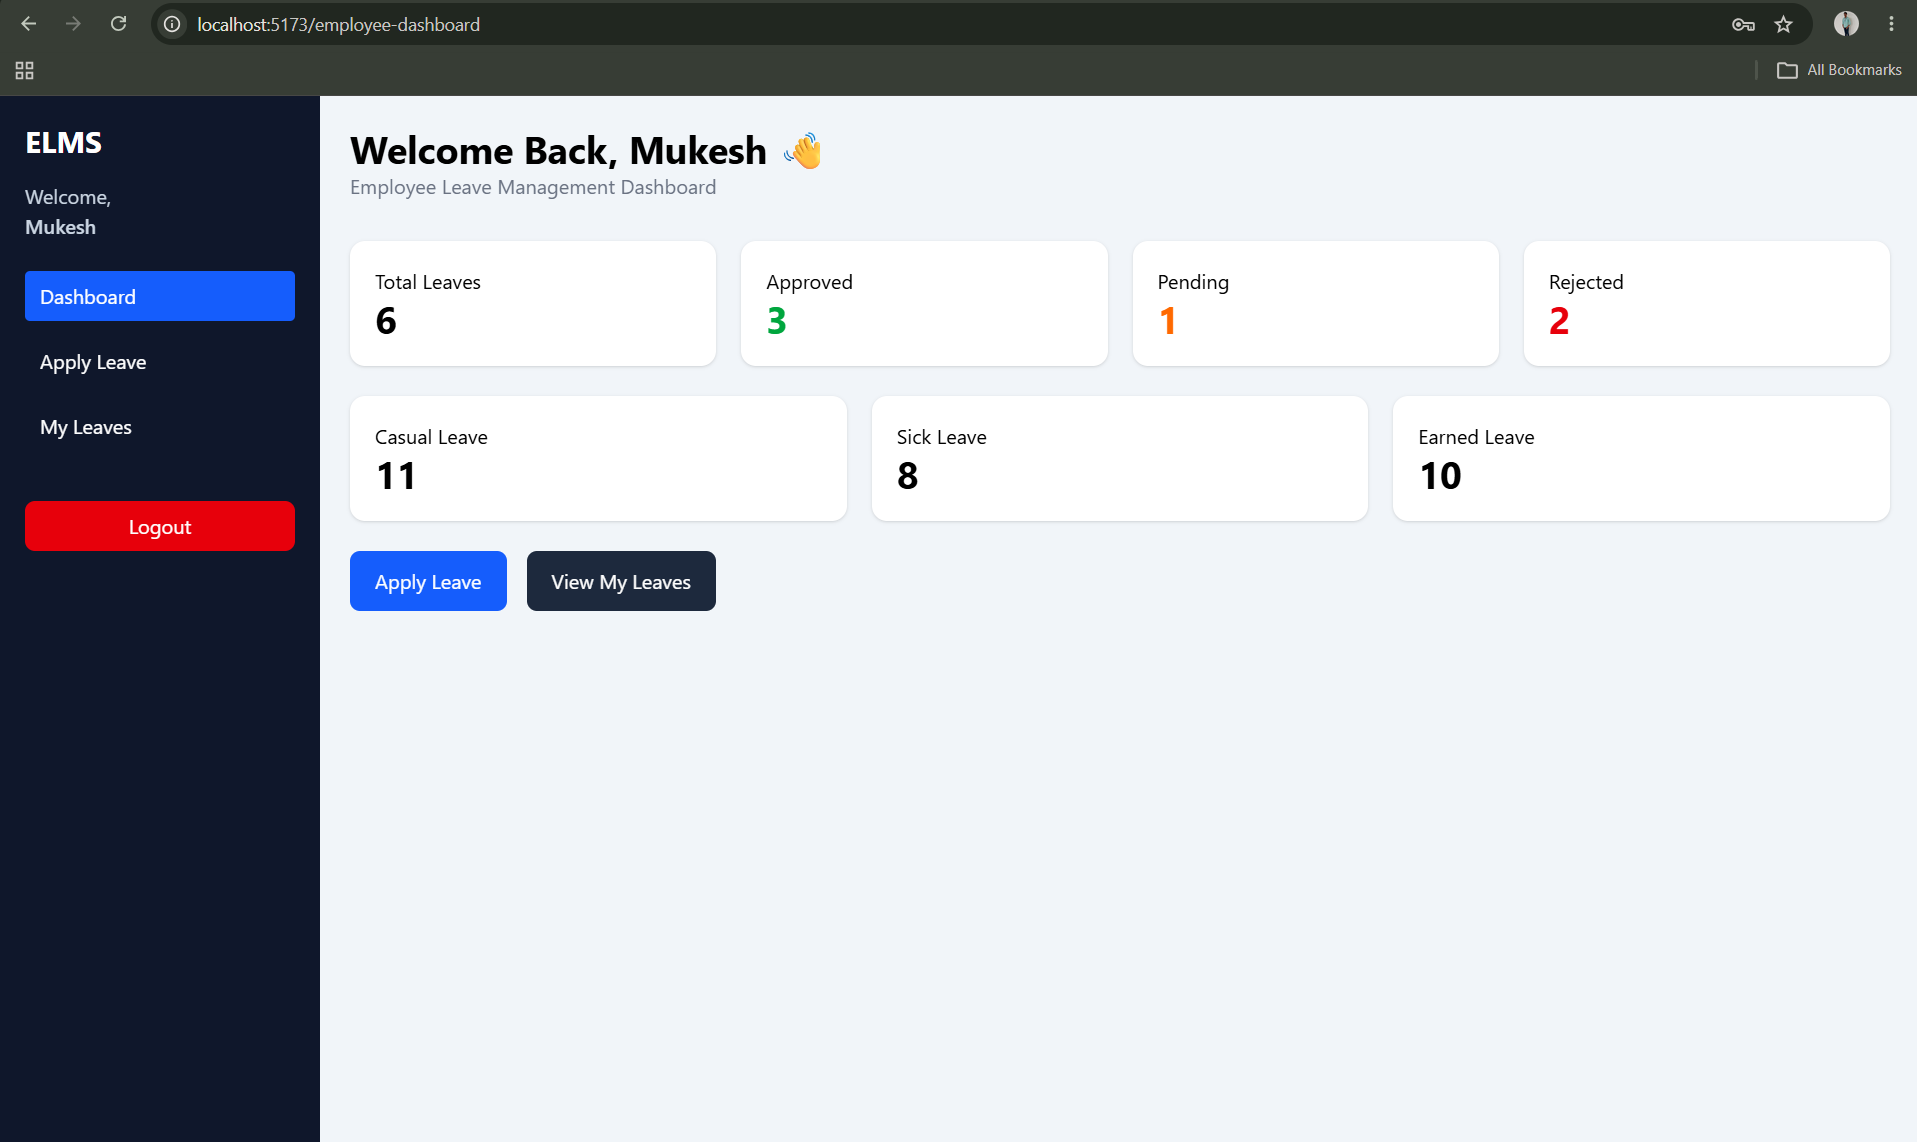 localhost:5173/employee-dashboard
All Bookmarks
ELMS
Welcome,
Mukesh
Dashboard
Apply Leave
My Leaves
Logout
Welcome Back, Mukesh 👋
Employee Leave Management Dashboard
Total Leaves
6
Approved
3
Pending
1
Rejected
2
Casual Leave
11
Sick Leave
8
Earned Leave
10
Apply Leave
View My Leaves